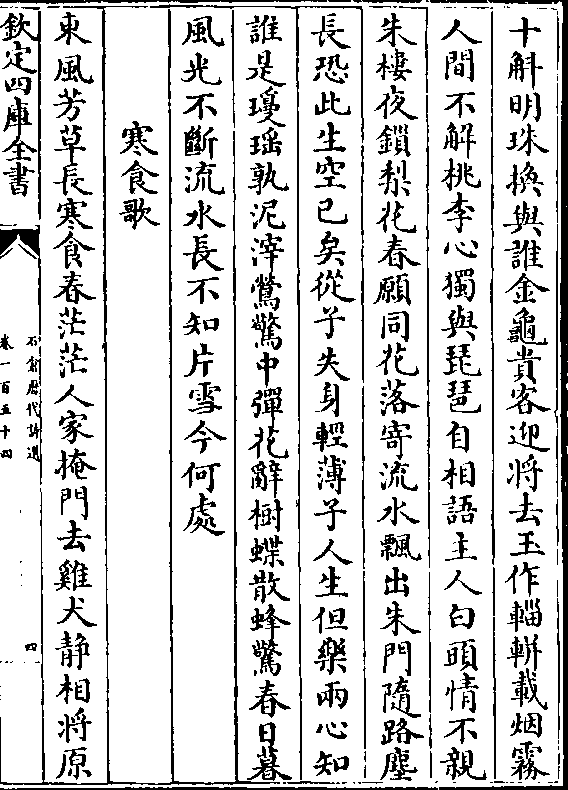 十斛明珠換與誰金龜貴客迎將去玉作輜軿載烟霧
人間不解桃李心獨與琵琶自相語主人白頭情不親
朱樓夜鎖梨花春願同花落寄流水飄出朱門隨路塵
長恐此生空已矣從予失身輕薄子人生但樂兩心知
誰是瓊瑶孰泥滓鶯驚中彈花辭樹蝶散蜂驚春日暮
風光不斷流水長不知片雪今何處
寒食歌
東風芳草長寒食春茫茫人家掩門去雞犬静相將原
欽定四庫全書
石倉歷代詩選
卷一百五十四
四